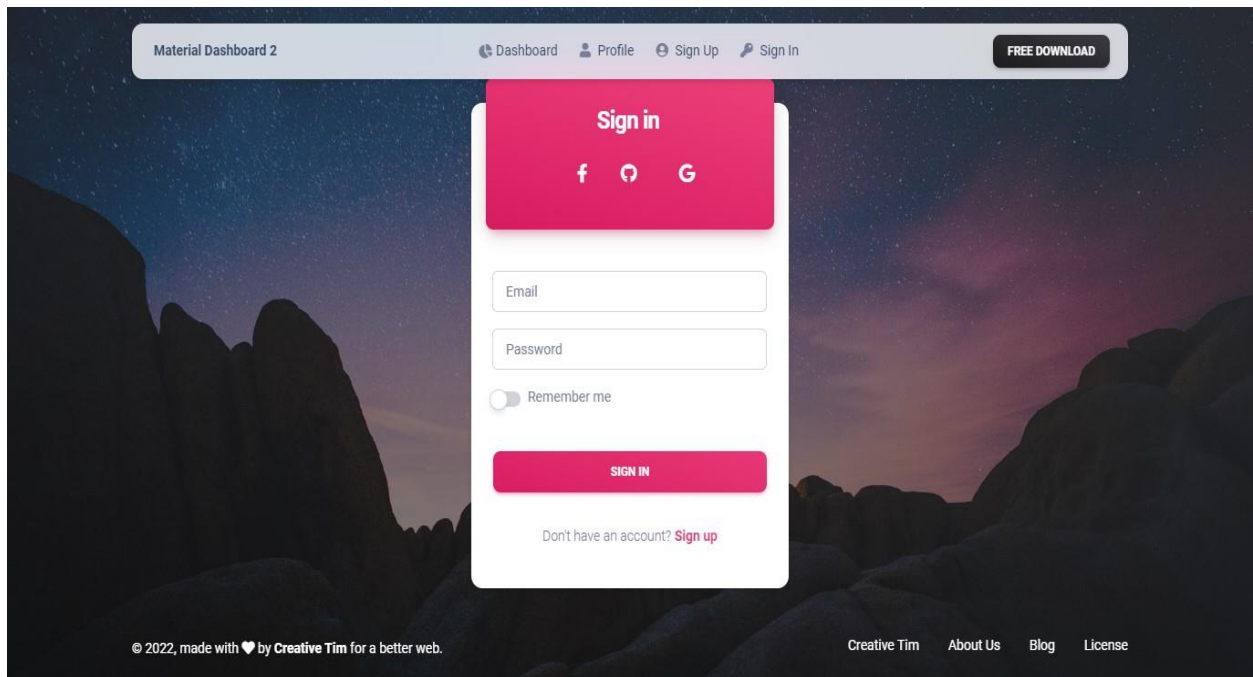 Material Dashboard 2
Dashboard Profile Sign Up Sign In
FREE DOWNLOAD
Sign in
Email
Password
Remember me
SIGN IN
Don't have an account? Sign up
© 2022, made with ♥ by Creative Tim for a better web.
Creative Tim About Us Blog License